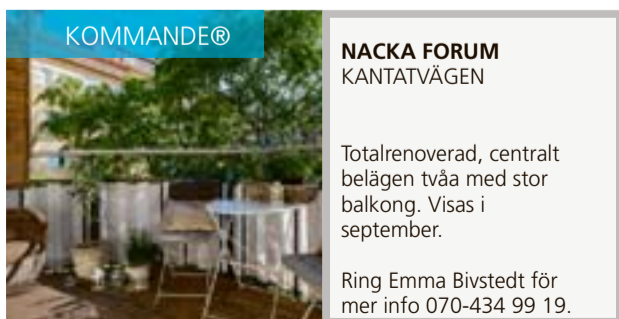 KOMMANDE®
NACKA FORUM
KANTATVÄGEN
Totalrenoverad, centralt
belägen tvåa med stor
balkong. Visas i
september.
Ring Emma Bivstedt för
mer info 070-434 99 19.